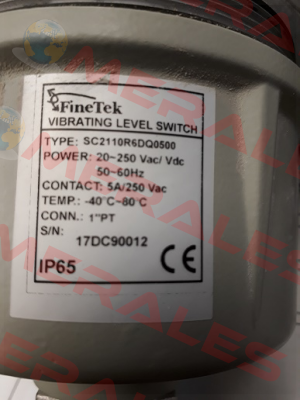 FineTek
VIBRATING LEVEL SWITCH
TYPE: SC2110R6DQ0500
POWER: 20~250 Vac/ Vdc
50~60Hz
CONTACT: 5A/250 Vac
TEMP.: -40°C~80°C
CONN.: 1"PT
S/N:
17DC90012
IP65 CE
MERALES